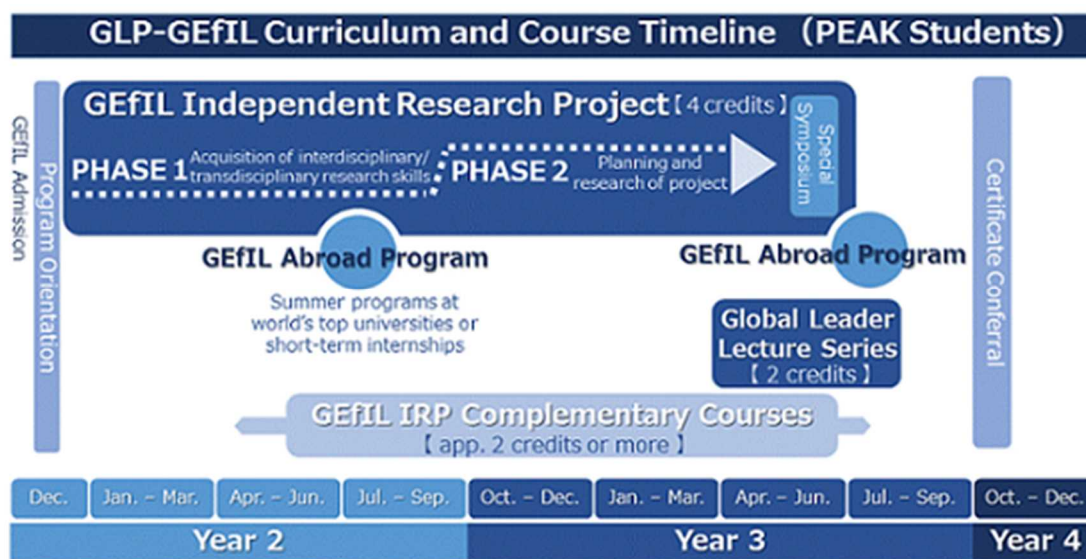 GLP-GEfIL Curriculum and Course Timeline （PEAK Students）
GEfIL Admission
Program Orientation
GEfIL Independent Research Project【 4 credits 】
PHASE 1
Acquisition of interdisciplinary/
transdisciplinary research skills
PHASE 2
Planning and
research of project
Special
Symposium
Certificate Conferral
GEfIL Abroad Program
Summer programs at
world's top universities or
short-term internships
GEfIL Abroad Program
Global Leader
Lecture Series
【 2 credits 】
GEfIL IRP Complementary Courses
【 app. 2 credits or more 】
Dec.
Jan. – Mar.
Apr. – Jun.
Jul. – Sep.
Oct. – Dec.
Jan. – Mar.
Apr. – Jun.
Jul. – Sep.
Oct. – Dec.
Year 2
Year 3
Year 4